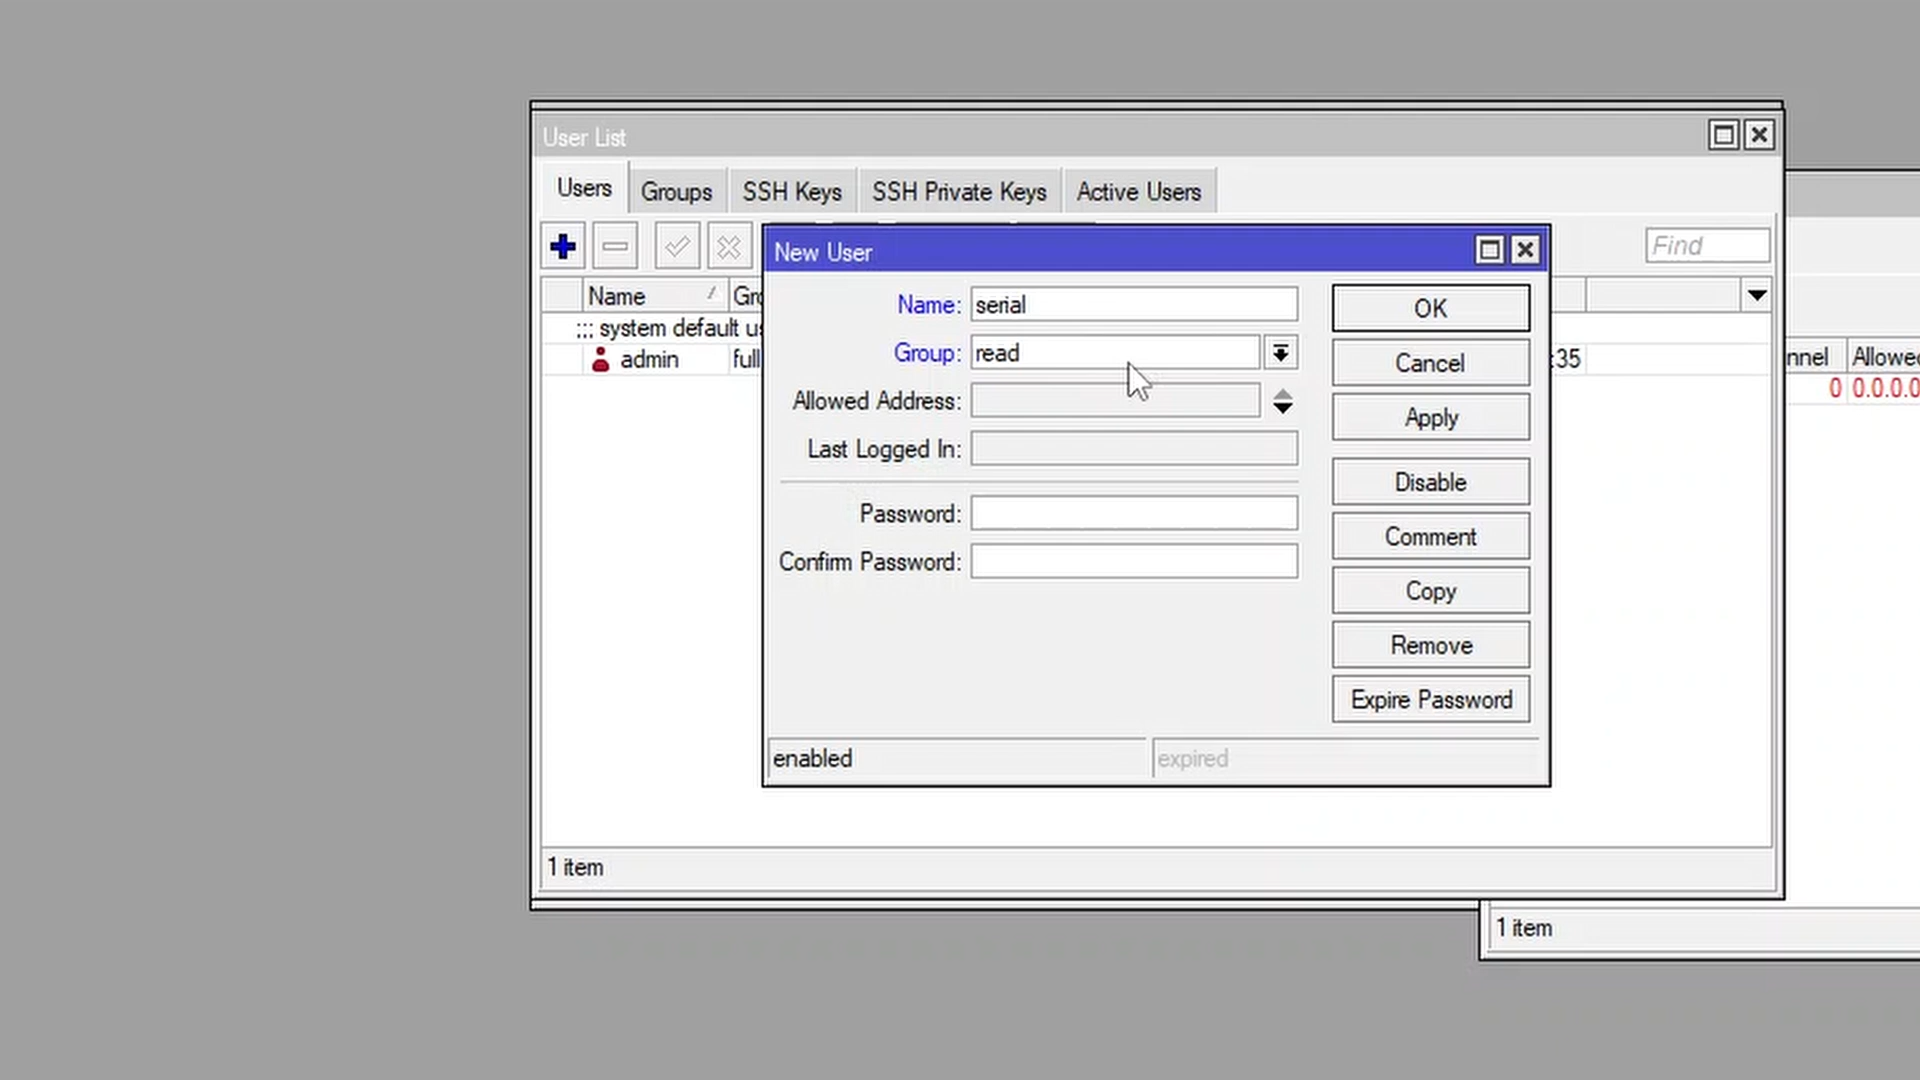 User List
Users Groups SSH Keys SSH Private Keys Active Users
Find
Name Gro
::: system default us
admin full :35
1 item
New User
Name: serial
Group: read
Allowed Address:
Last Logged In:
Password:
Confirm Password:
OK
Cancel
Apply
Disable
Comment
Copy
Remove
Expire Password
enabled expired
nnel Allowed
0 0.0.0.0
1 item